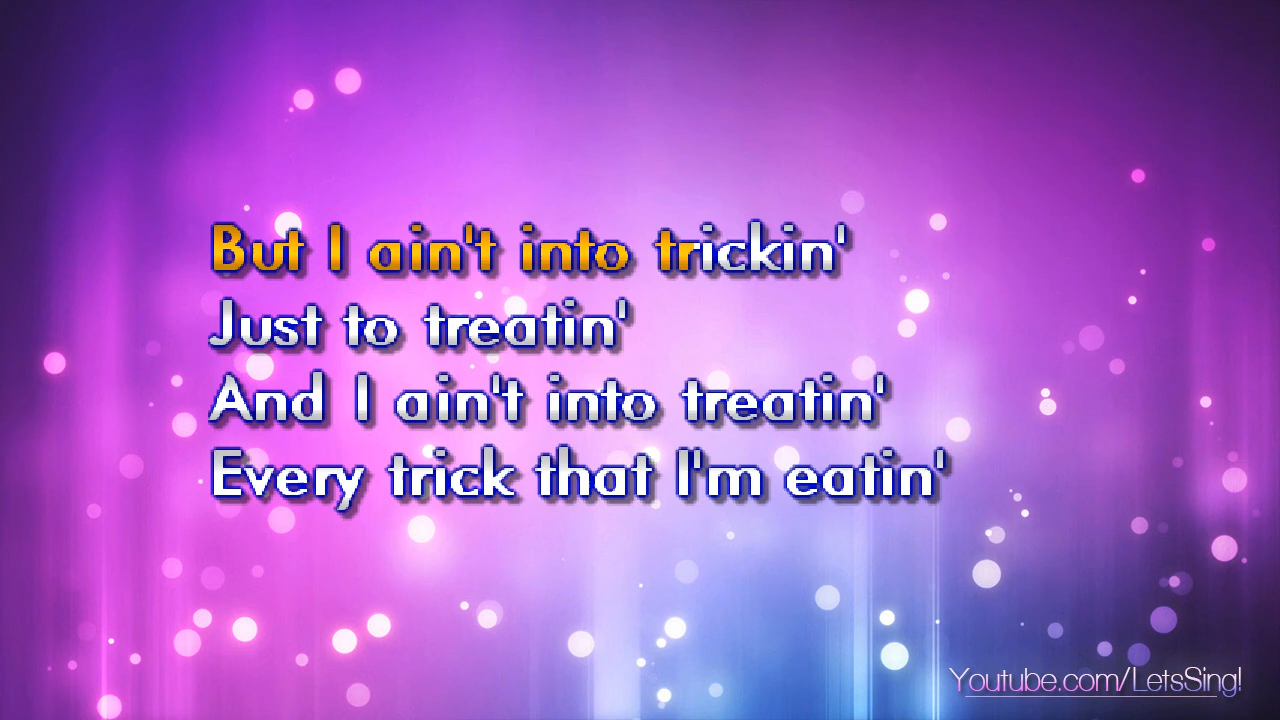 But I ain't into trickin'
Just to treatin'
And I ain't into treatin'
Every trick that I'm eatin'
Youtube.com/LetsSing!